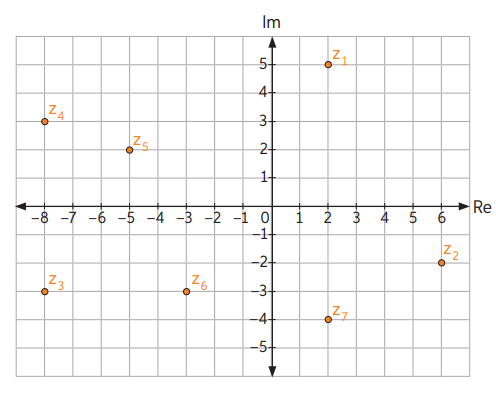 Im
z₁
5
4
z₄
3
z₅
2
1
Re
−8 −7 −6 −5 −4 −3 −2 −1 0 1 2 3 4 5 6
−1
z₂
−2
z₃ z₆
−3
z₇
−4
−5